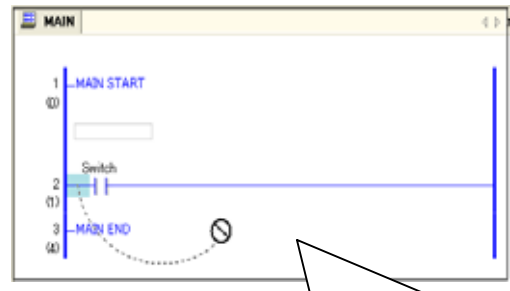 MAIN
1 MAIN START
(0)
Switch
2
(1)
3 MAIN END
(4)